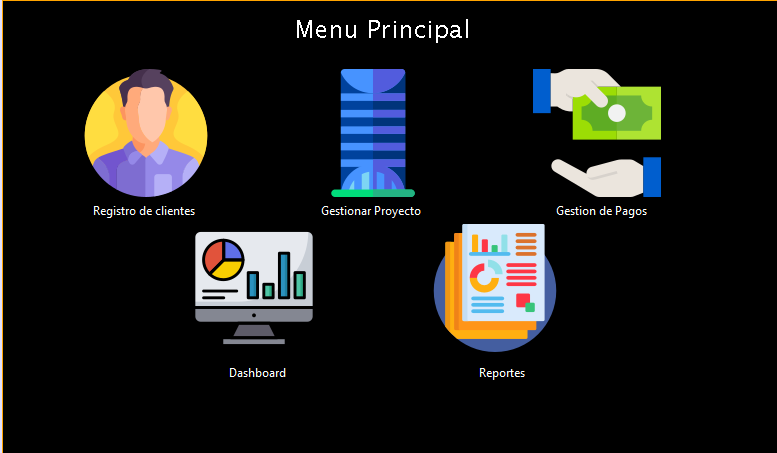 Menu Principal
Registro de clientes
Gestionar Proyecto
Gestion de Pagos
Dashboard
Reportes